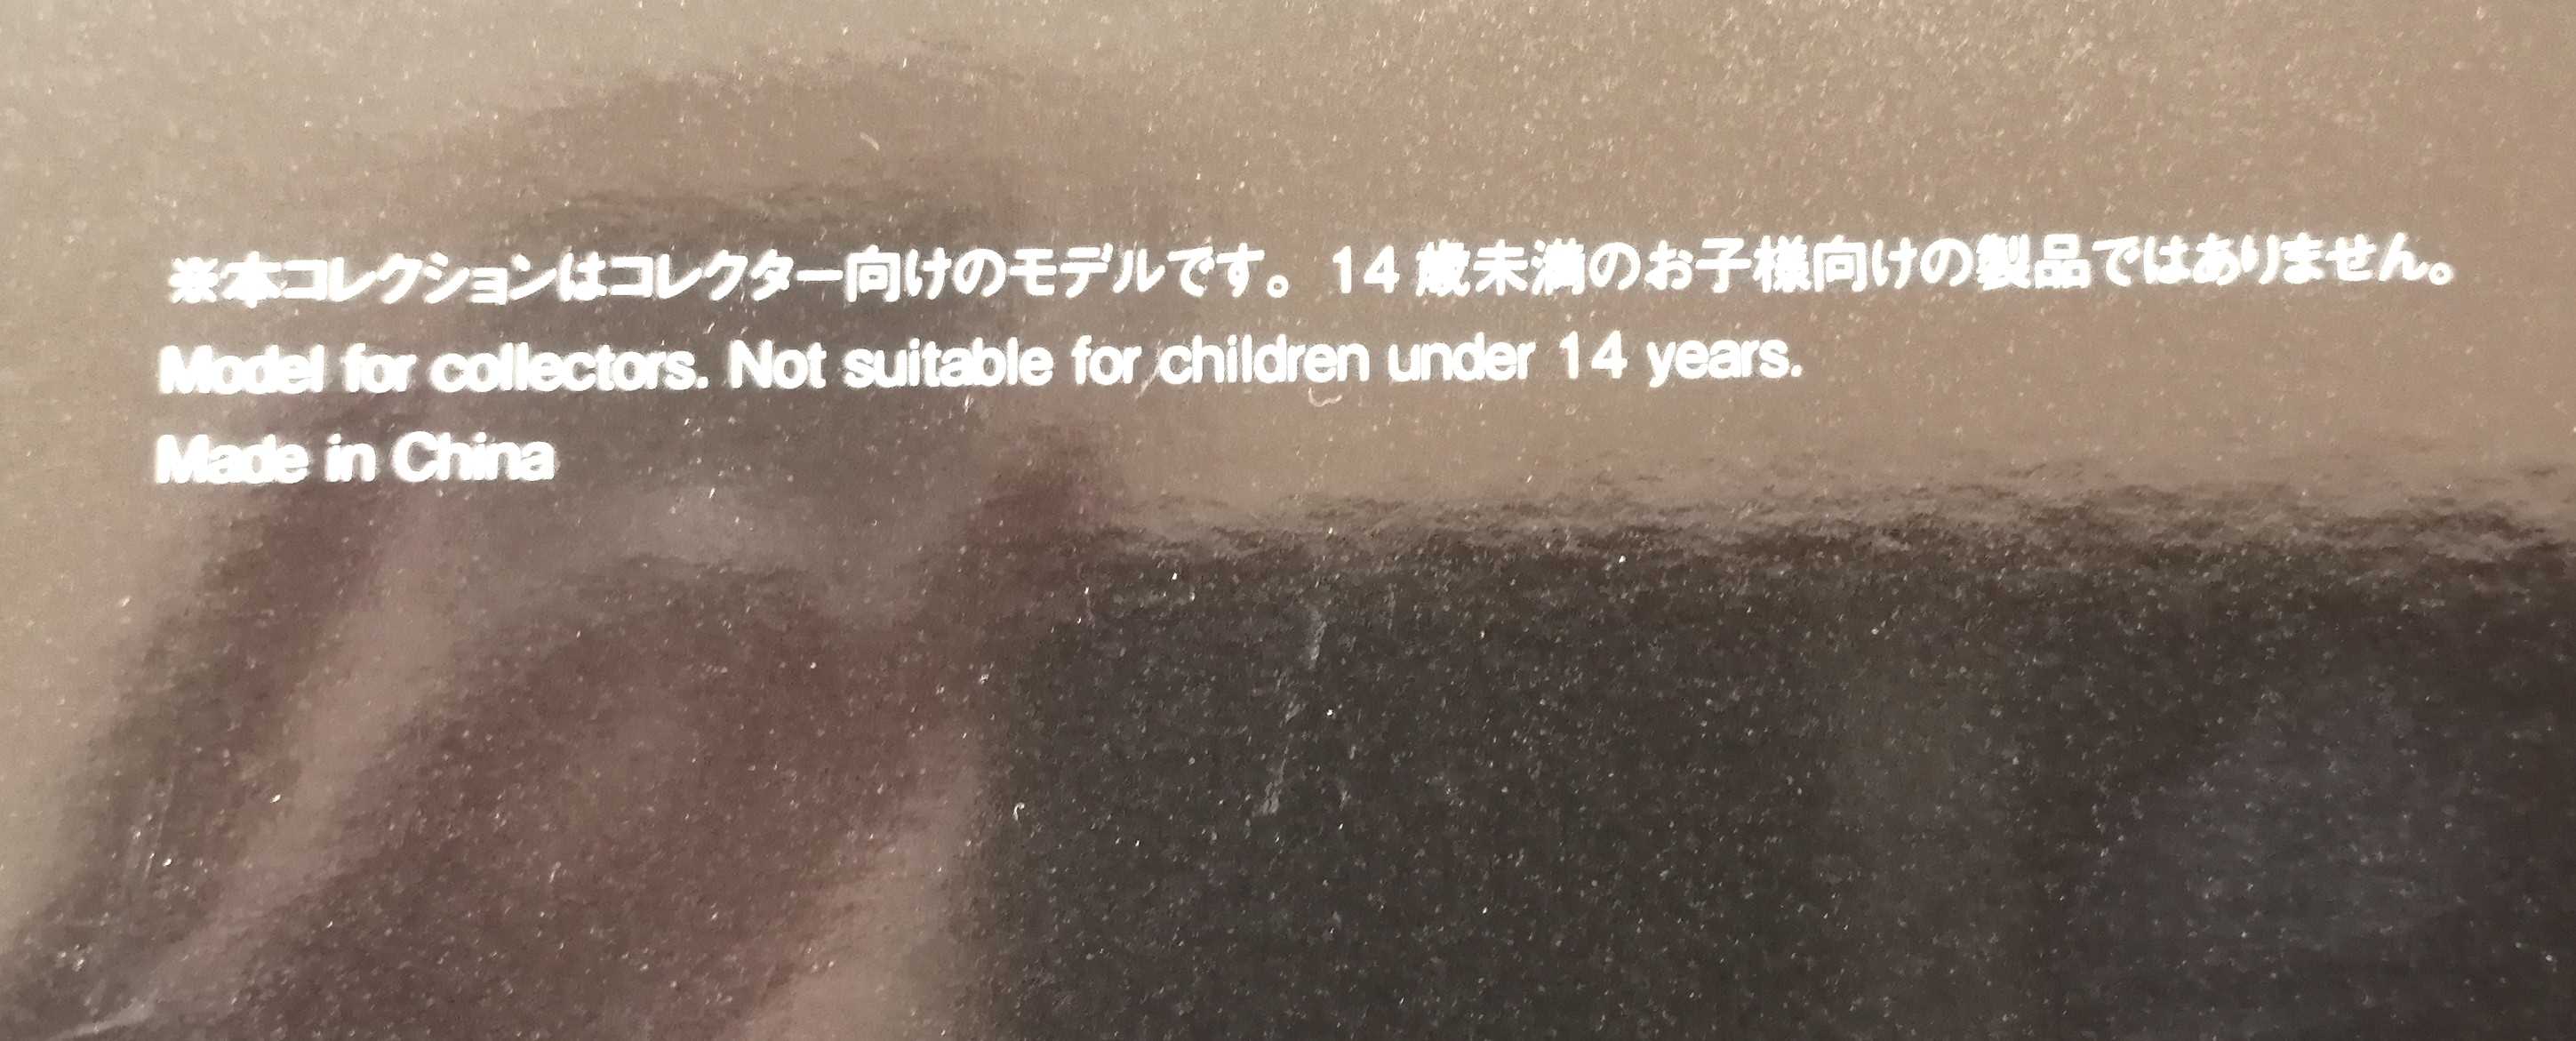 ※本コレクションはコレクター向けのモデルです。14歳未満のお子様向けの製品ではありません。
Model for collectors. Not suitable for children under 14 years.
Made in China